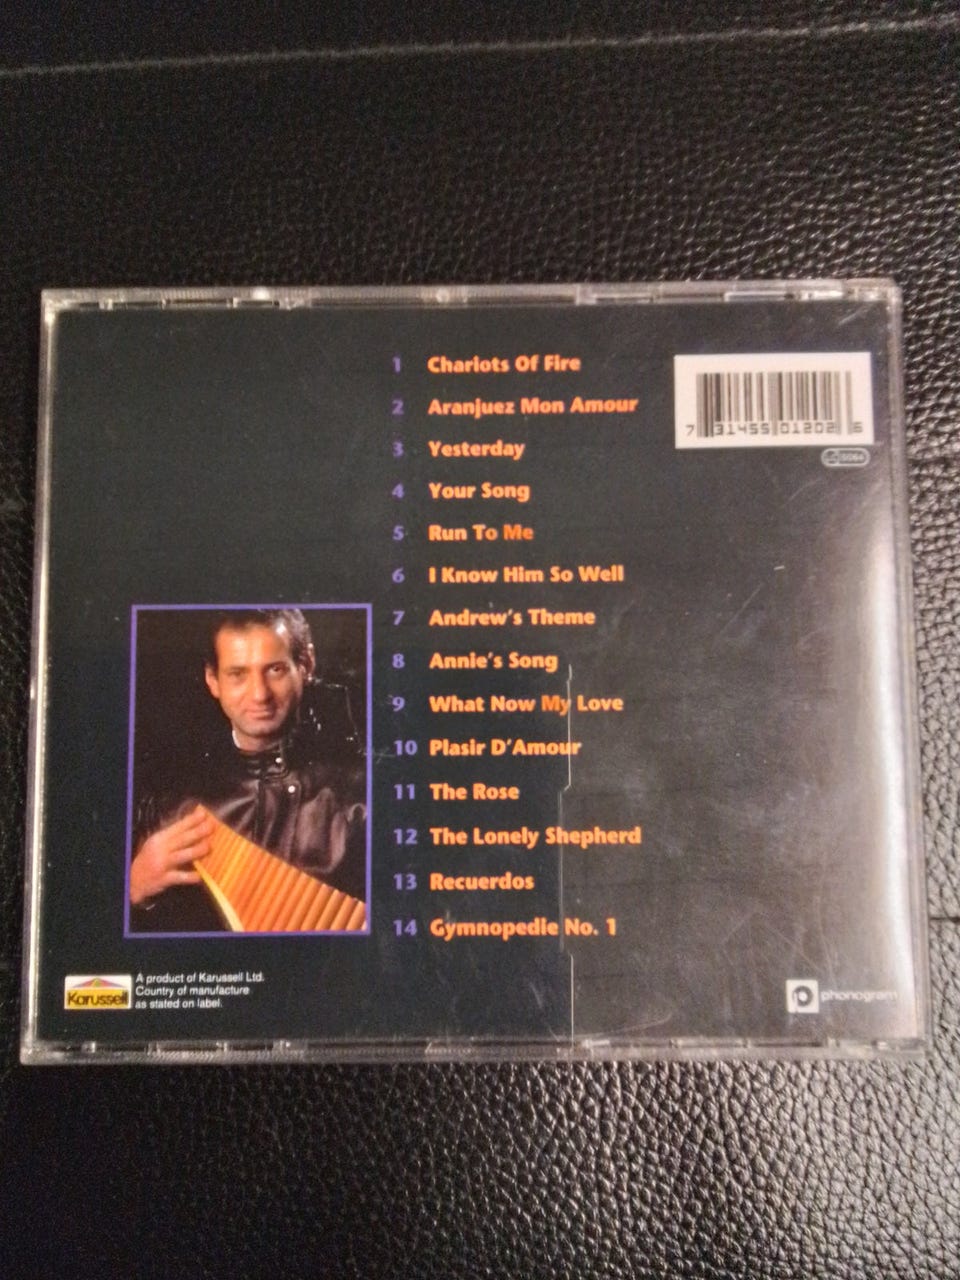 1 Chariots Of Fire
2 Aranjuez Mon Amour
3 Yesterday
4 Your Song
5 Run To Me
6 I Know Him So Well
7 Andrew's Theme
8 Annie's Song
9 What Now My Love
10 Plasir D'Amour
11 The Rose
12 The Lonely Shepherd
13 Recuerdos
14 Gymnopedie No. 1
7 31455 01202 6
Karussell
A product of Karussell Ltd.
Country of manufacture
as stated on label.
phonogram